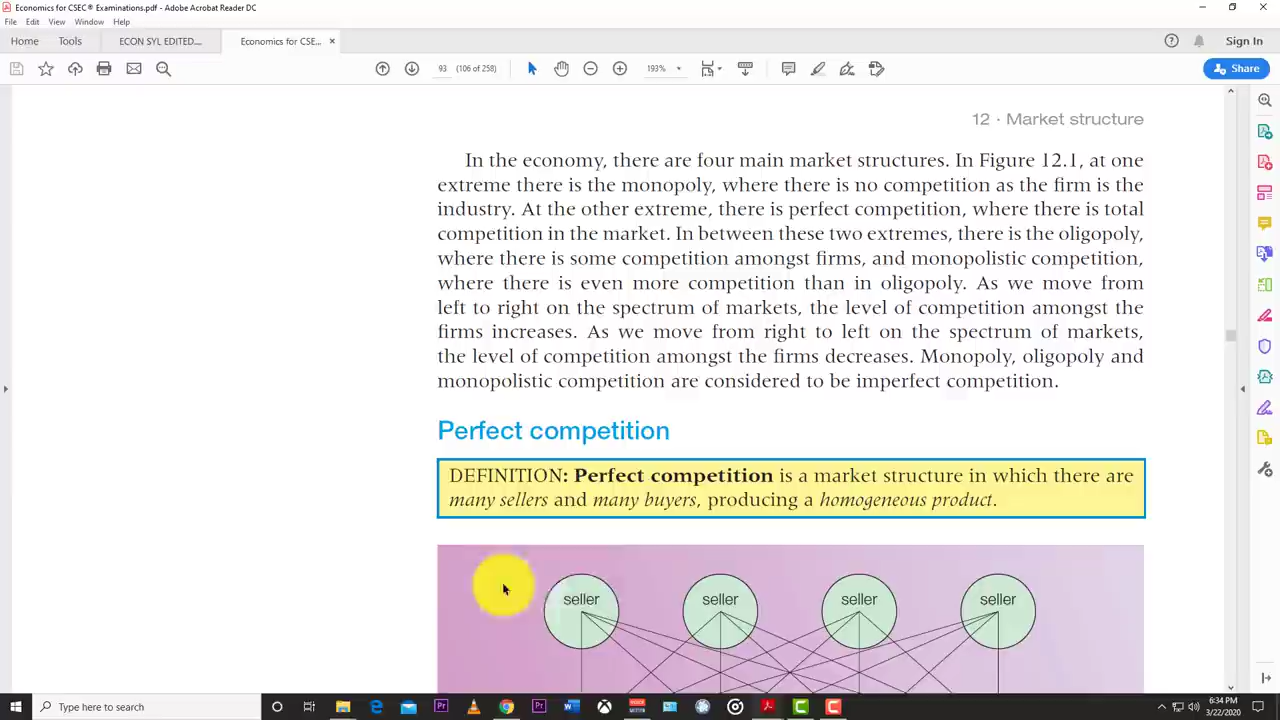 Economics for CSEC® Examinations.pdf - Adobe Acrobat Reader DC
File Edit View Window Help
Home Tools ECON SYL EDITED.... Economics for CSE... × Sign In
93 (106 of 258) 193% Share
12 · Market structure
In the economy, there are four main market structures. In Figure 12.1, at one
extreme there is the monopoly, where there is no competition as the firm is the
industry. At the other extreme, there is perfect competition, where there is total
competition in the market. In between these two extremes, there is the oligopoly,
where there is some competition amongst firms, and monopolistic competition,
where there is even more competition than in oligopoly. As we move from
left to right on the spectrum of markets, the level of competition amongst the
firms increases. As we move from right to left on the spectrum of markets,
the level of competition amongst the firms decreases. Monopoly, oligopoly and
monopolistic competition are considered to be imperfect competition.
Perfect competition
DEFINITION: Perfect competition is a market structure in which there are
many sellers and many buyers, producing a homogeneous product.
seller seller seller seller
Type here to search
6:34 PM
3/22/2020